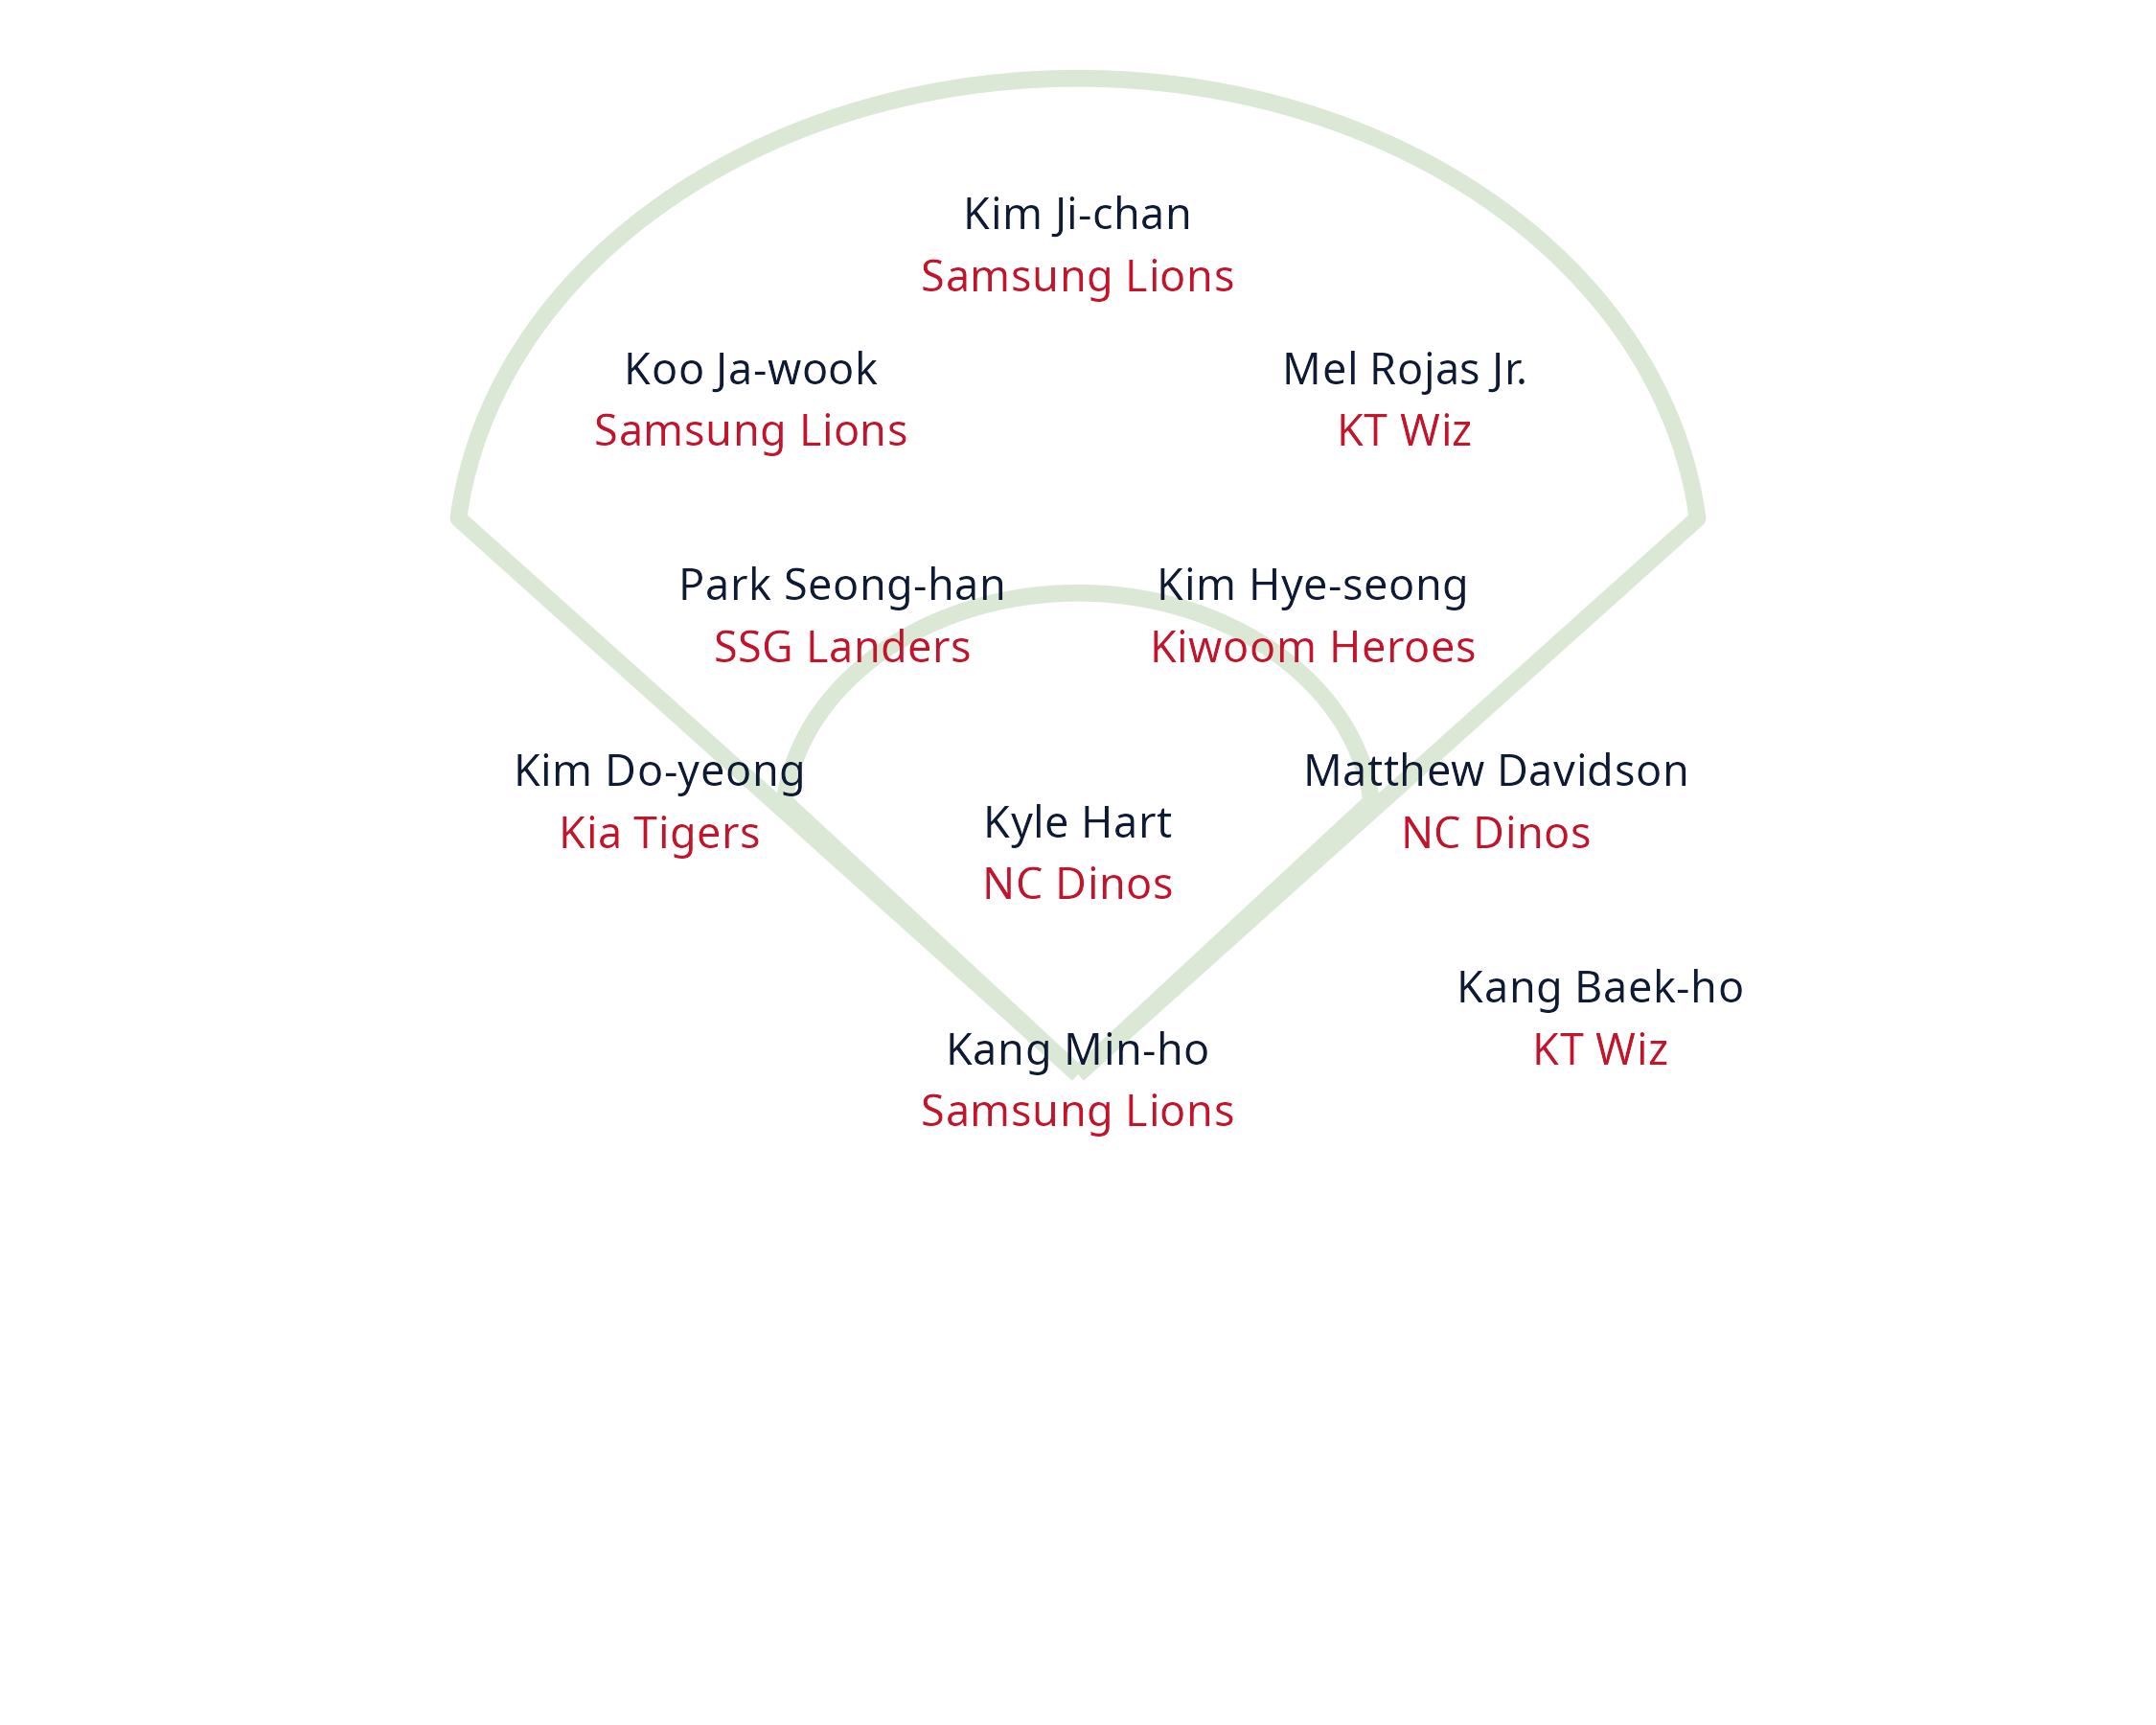 Kim Ji-chan
Samsung Lions
Koo Ja-wook
Samsung Lions
Mel Rojas Jr.
KT Wiz
Park Seong-han
SSG Landers
Kim Hye-seong
Kiwoom Heroes
Kim Do-yeong
Kia Tigers
Kyle Hart
NC Dinos
Matthew Davidson
NC Dinos
Kang Min-ho
Samsung Lions
Kang Baek-ho
KT Wiz